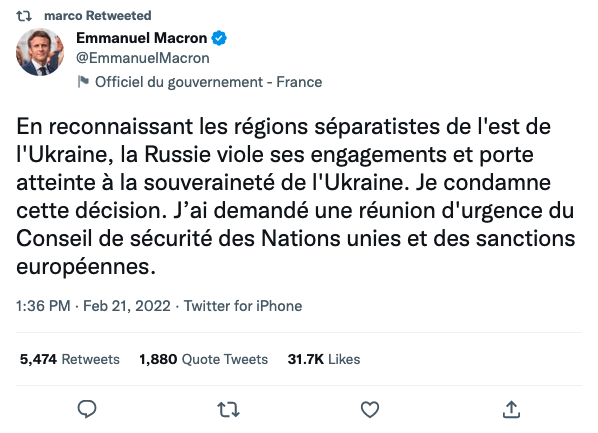 marco Retweeted
Emmanuel Macron
@EmmanuelMacron
Officiel du gouvernement - France
En reconnaissant les régions séparatistes de l'est de
l'Ukraine, la Russie viole ses engagements et porte
atteinte à la souveraineté de l'Ukraine. Je condamne
cette décision. J’ai demandé une réunion d'urgence du
Conseil de sécurité des Nations unies et des sanctions
européennes.
1:36 PM · Feb 21, 2022 · Twitter for iPhone
5,474 Retweets 1,880 Quote Tweets 31.7K Likes